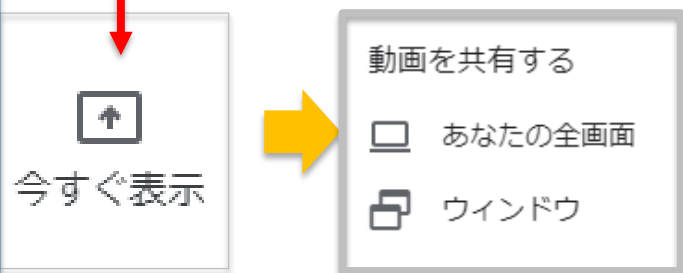 今すぐ表示
動画を共有する
あなたの全画面
ウィンドウ